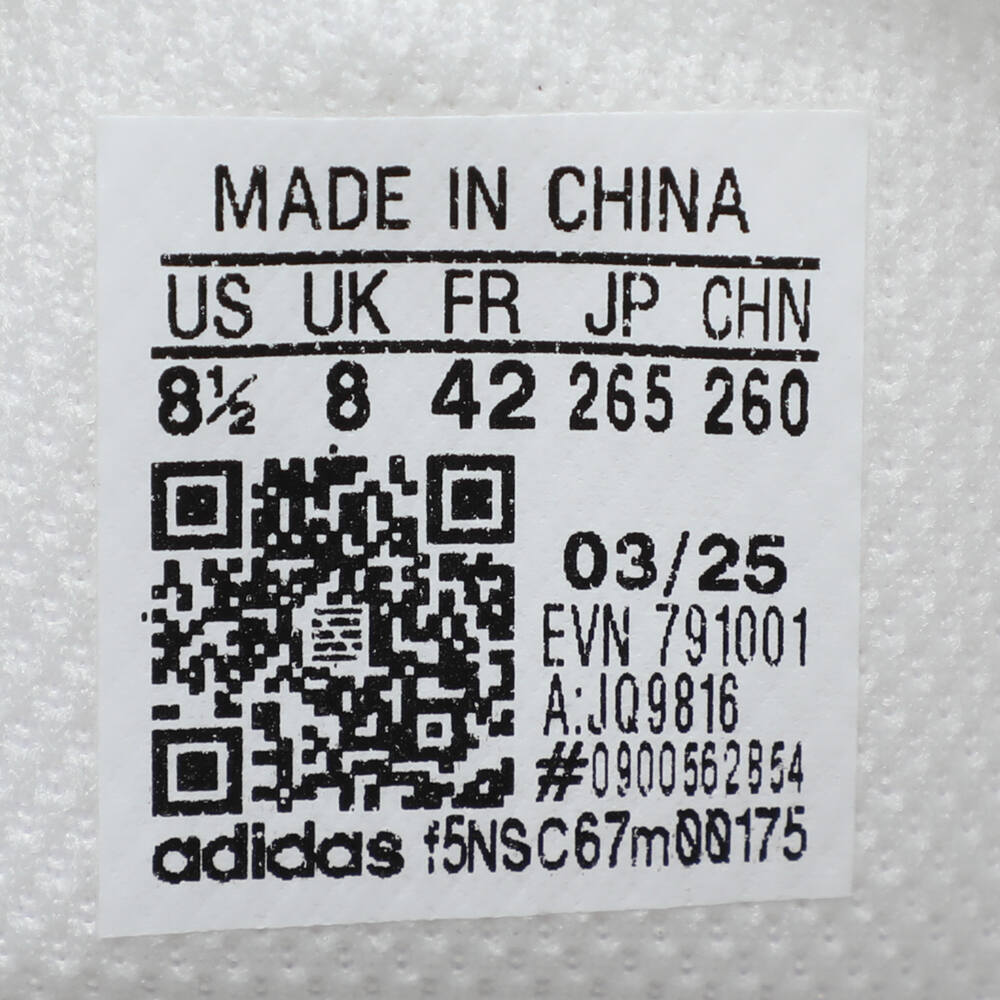 MADE IN CHINA
US UK FR JP CHN
8½ 8 42 265 260
03/25
EVN 791001
A:JQ9816
#0900562854
adidas f5NSC67m00175